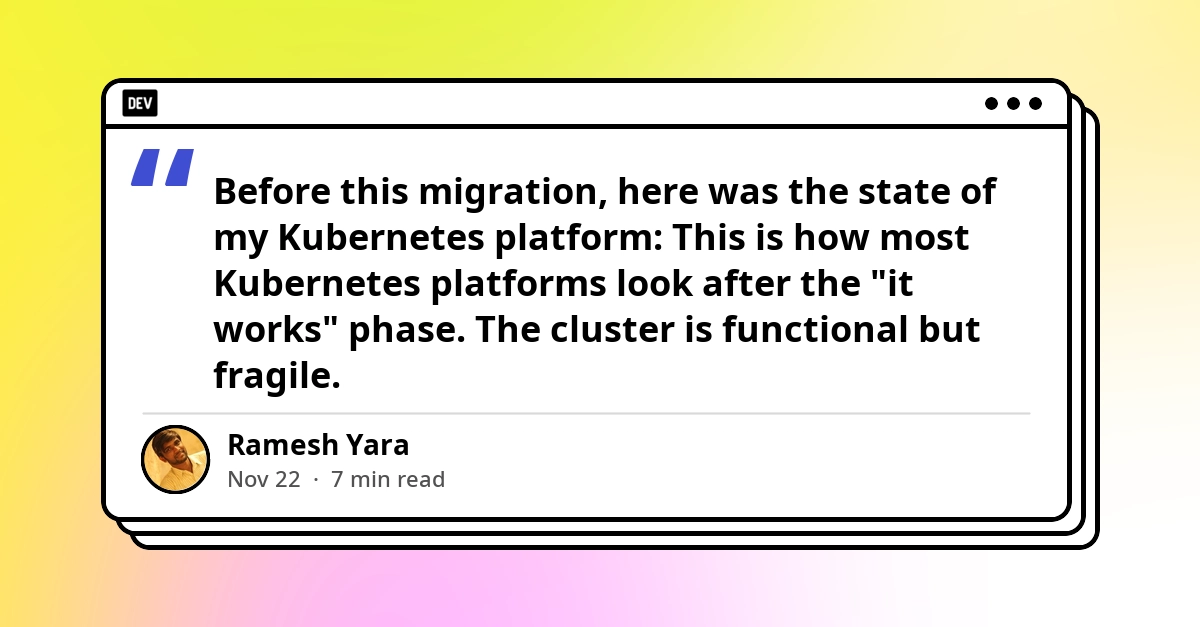 DEV
Before this migration, here was the state of
my Kubernetes platform: This is how most
Kubernetes platforms look after the "it
works" phase. The cluster is functional but
fragile.
Ramesh Yara
Nov 22 · 7 min read